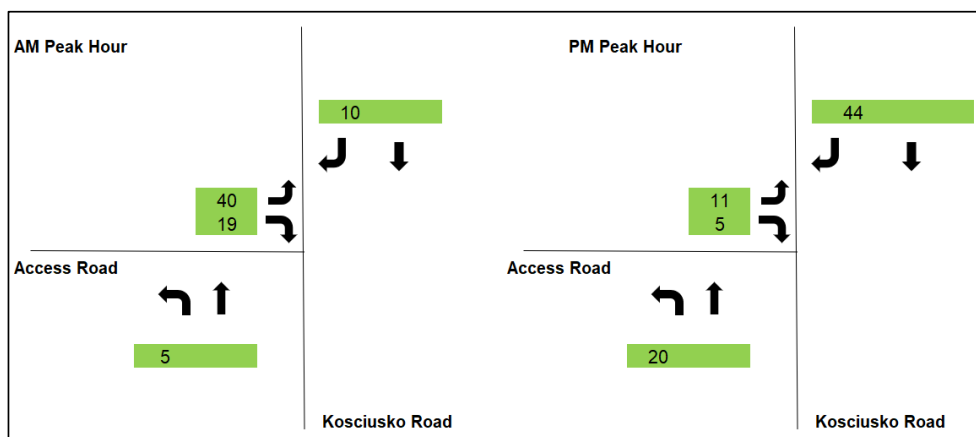 AM Peak Hour
10
40
19
Access Road
5
Kosciusko Road
PM Peak Hour
44
11
5
Access Road
20
Kosciusko Road